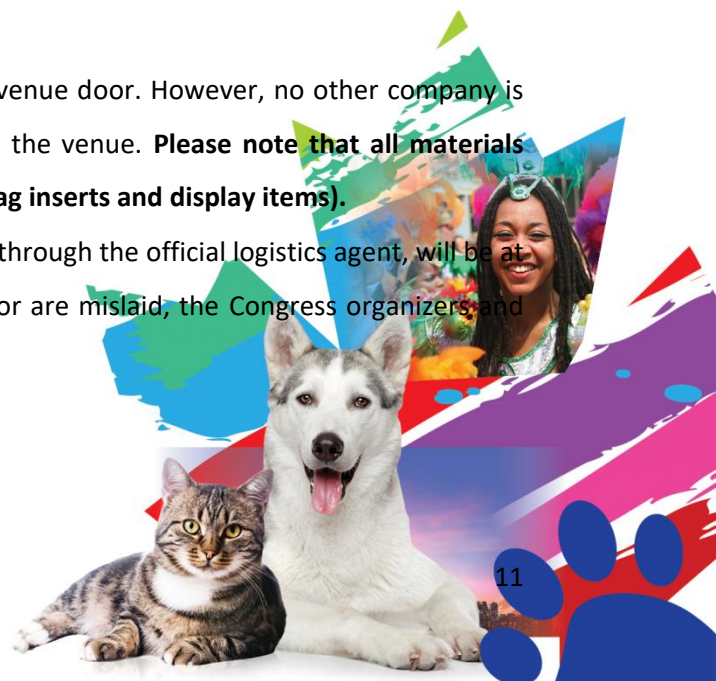 venue door. However, no other company is
the venue. Please note that all materials
ag inserts and display items).
through the official logistics agent, will be at
or are mislaid, the Congress organizers and
11